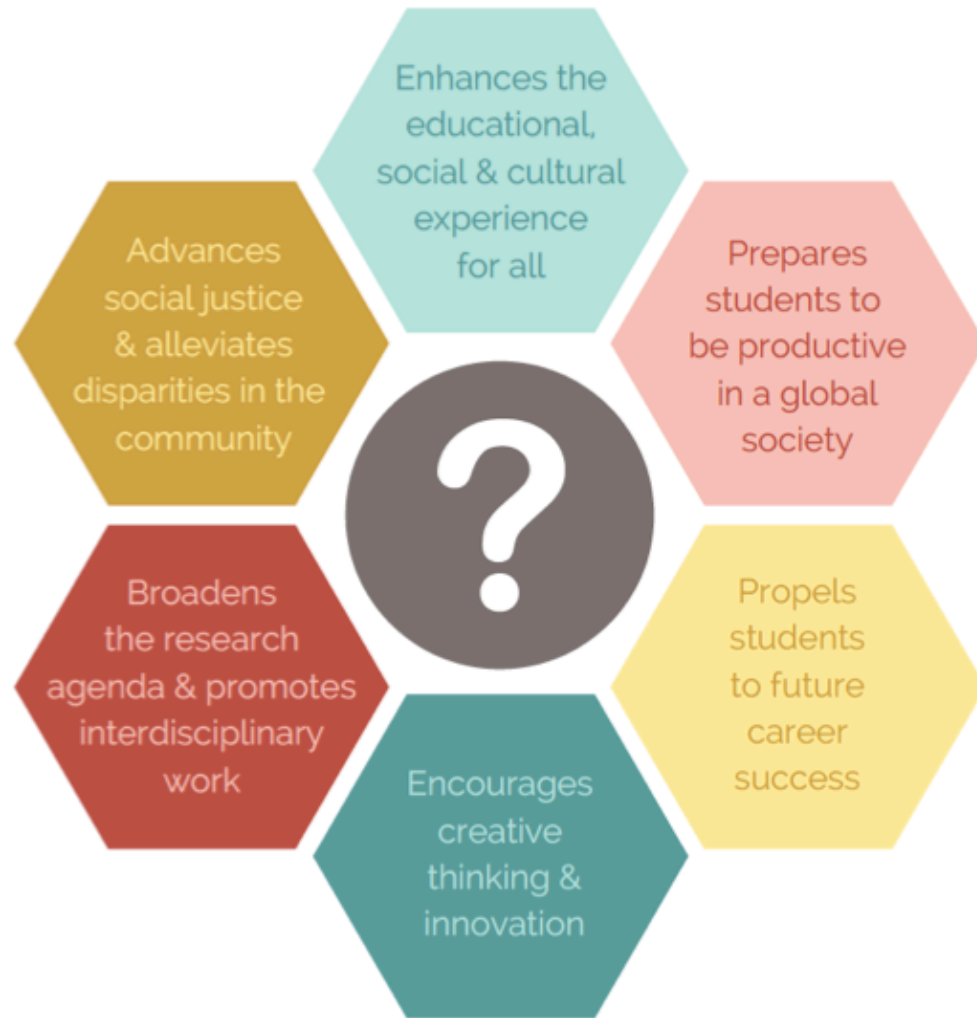 Enhances the
educational,
social & cultural
experience
for all
Prepares
students to
be productive
in a global
society
Propels
students
to future
career
success
Encourages
creative
thinking &
innovation
Broadens
the research
agenda & promotes
interdisciplinary
work
Advances
social justice
& alleviates
disparities in the
community
?